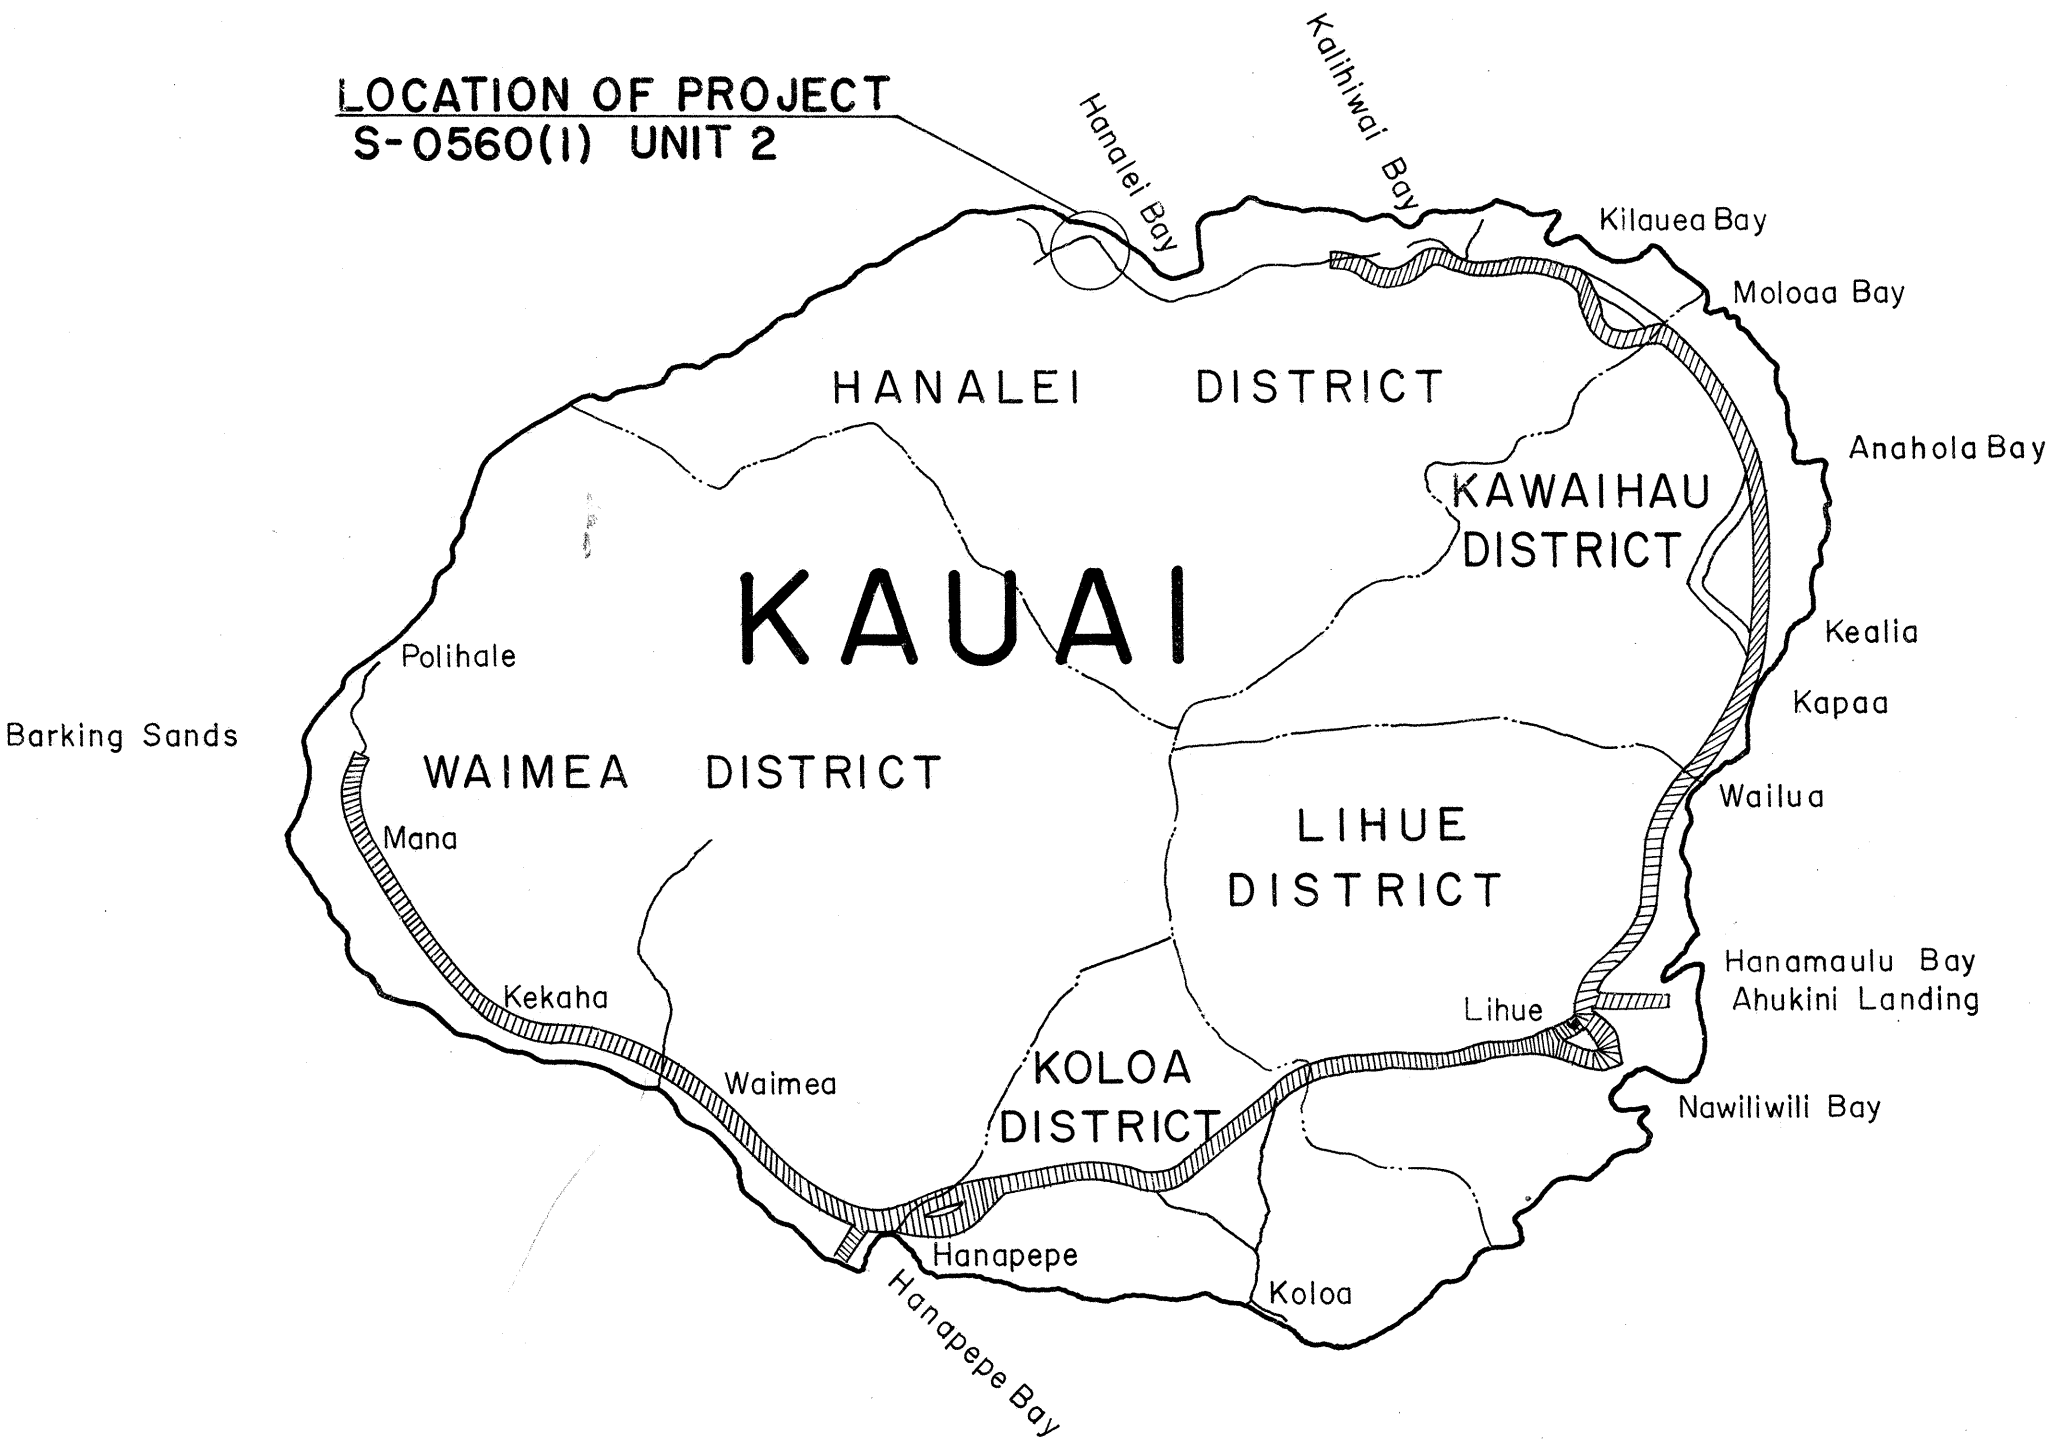 LOCATION OF PROJECT
S-0560(1) UNIT 2
Hanalei Bay
Kalihiwai Bay
Kilauea Bay
Moloaa Bay
HANALEI DISTRICT
Anahola Bay
KAWAIHAU
DISTRICT
KAUAI
Kealia
Polihale
Kapaa
Barking Sands
WAIMEA DISTRICT
Wailua
LIHUE
DISTRICT
Mana
Hanamaulu Bay
Ahukini Landing
Kekaha
Lihue
KOLOA
DISTRICT
Waimea
Nawiliwili Bay
Hanapepe
Koloa
Hanapepe Bay